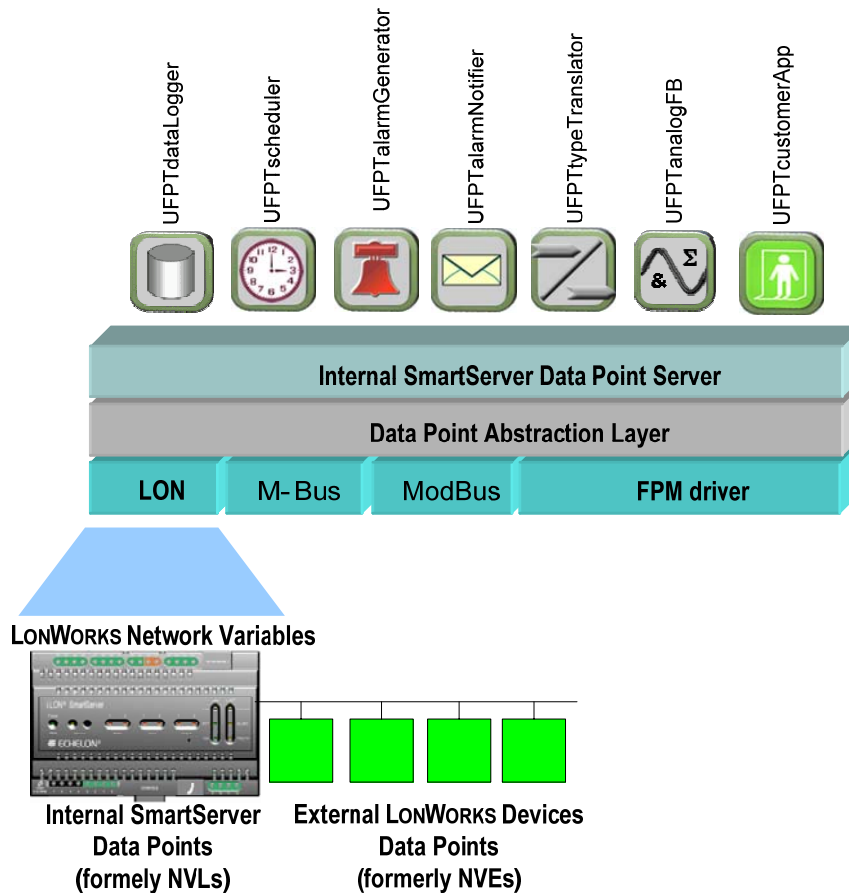 UFPTdataLogger
UFPTscheduler
UFPTalarmGenerator
UFPTalarmNotifier
UFPTtypeTranslator
UFPTanalogFB
UFPTcustomerApp
& Σ
Internal SmartServer Data Point Server
Data Point Abstraction Layer
LON M-Bus ModBus FPM driver
LONWORKS Network Variables
i.LON® SmartServer
ECHELON®
Internal SmartServer
Data Points
(formely NVLs)
External LONWORKS Devices
Data Points
(formerly NVEs)